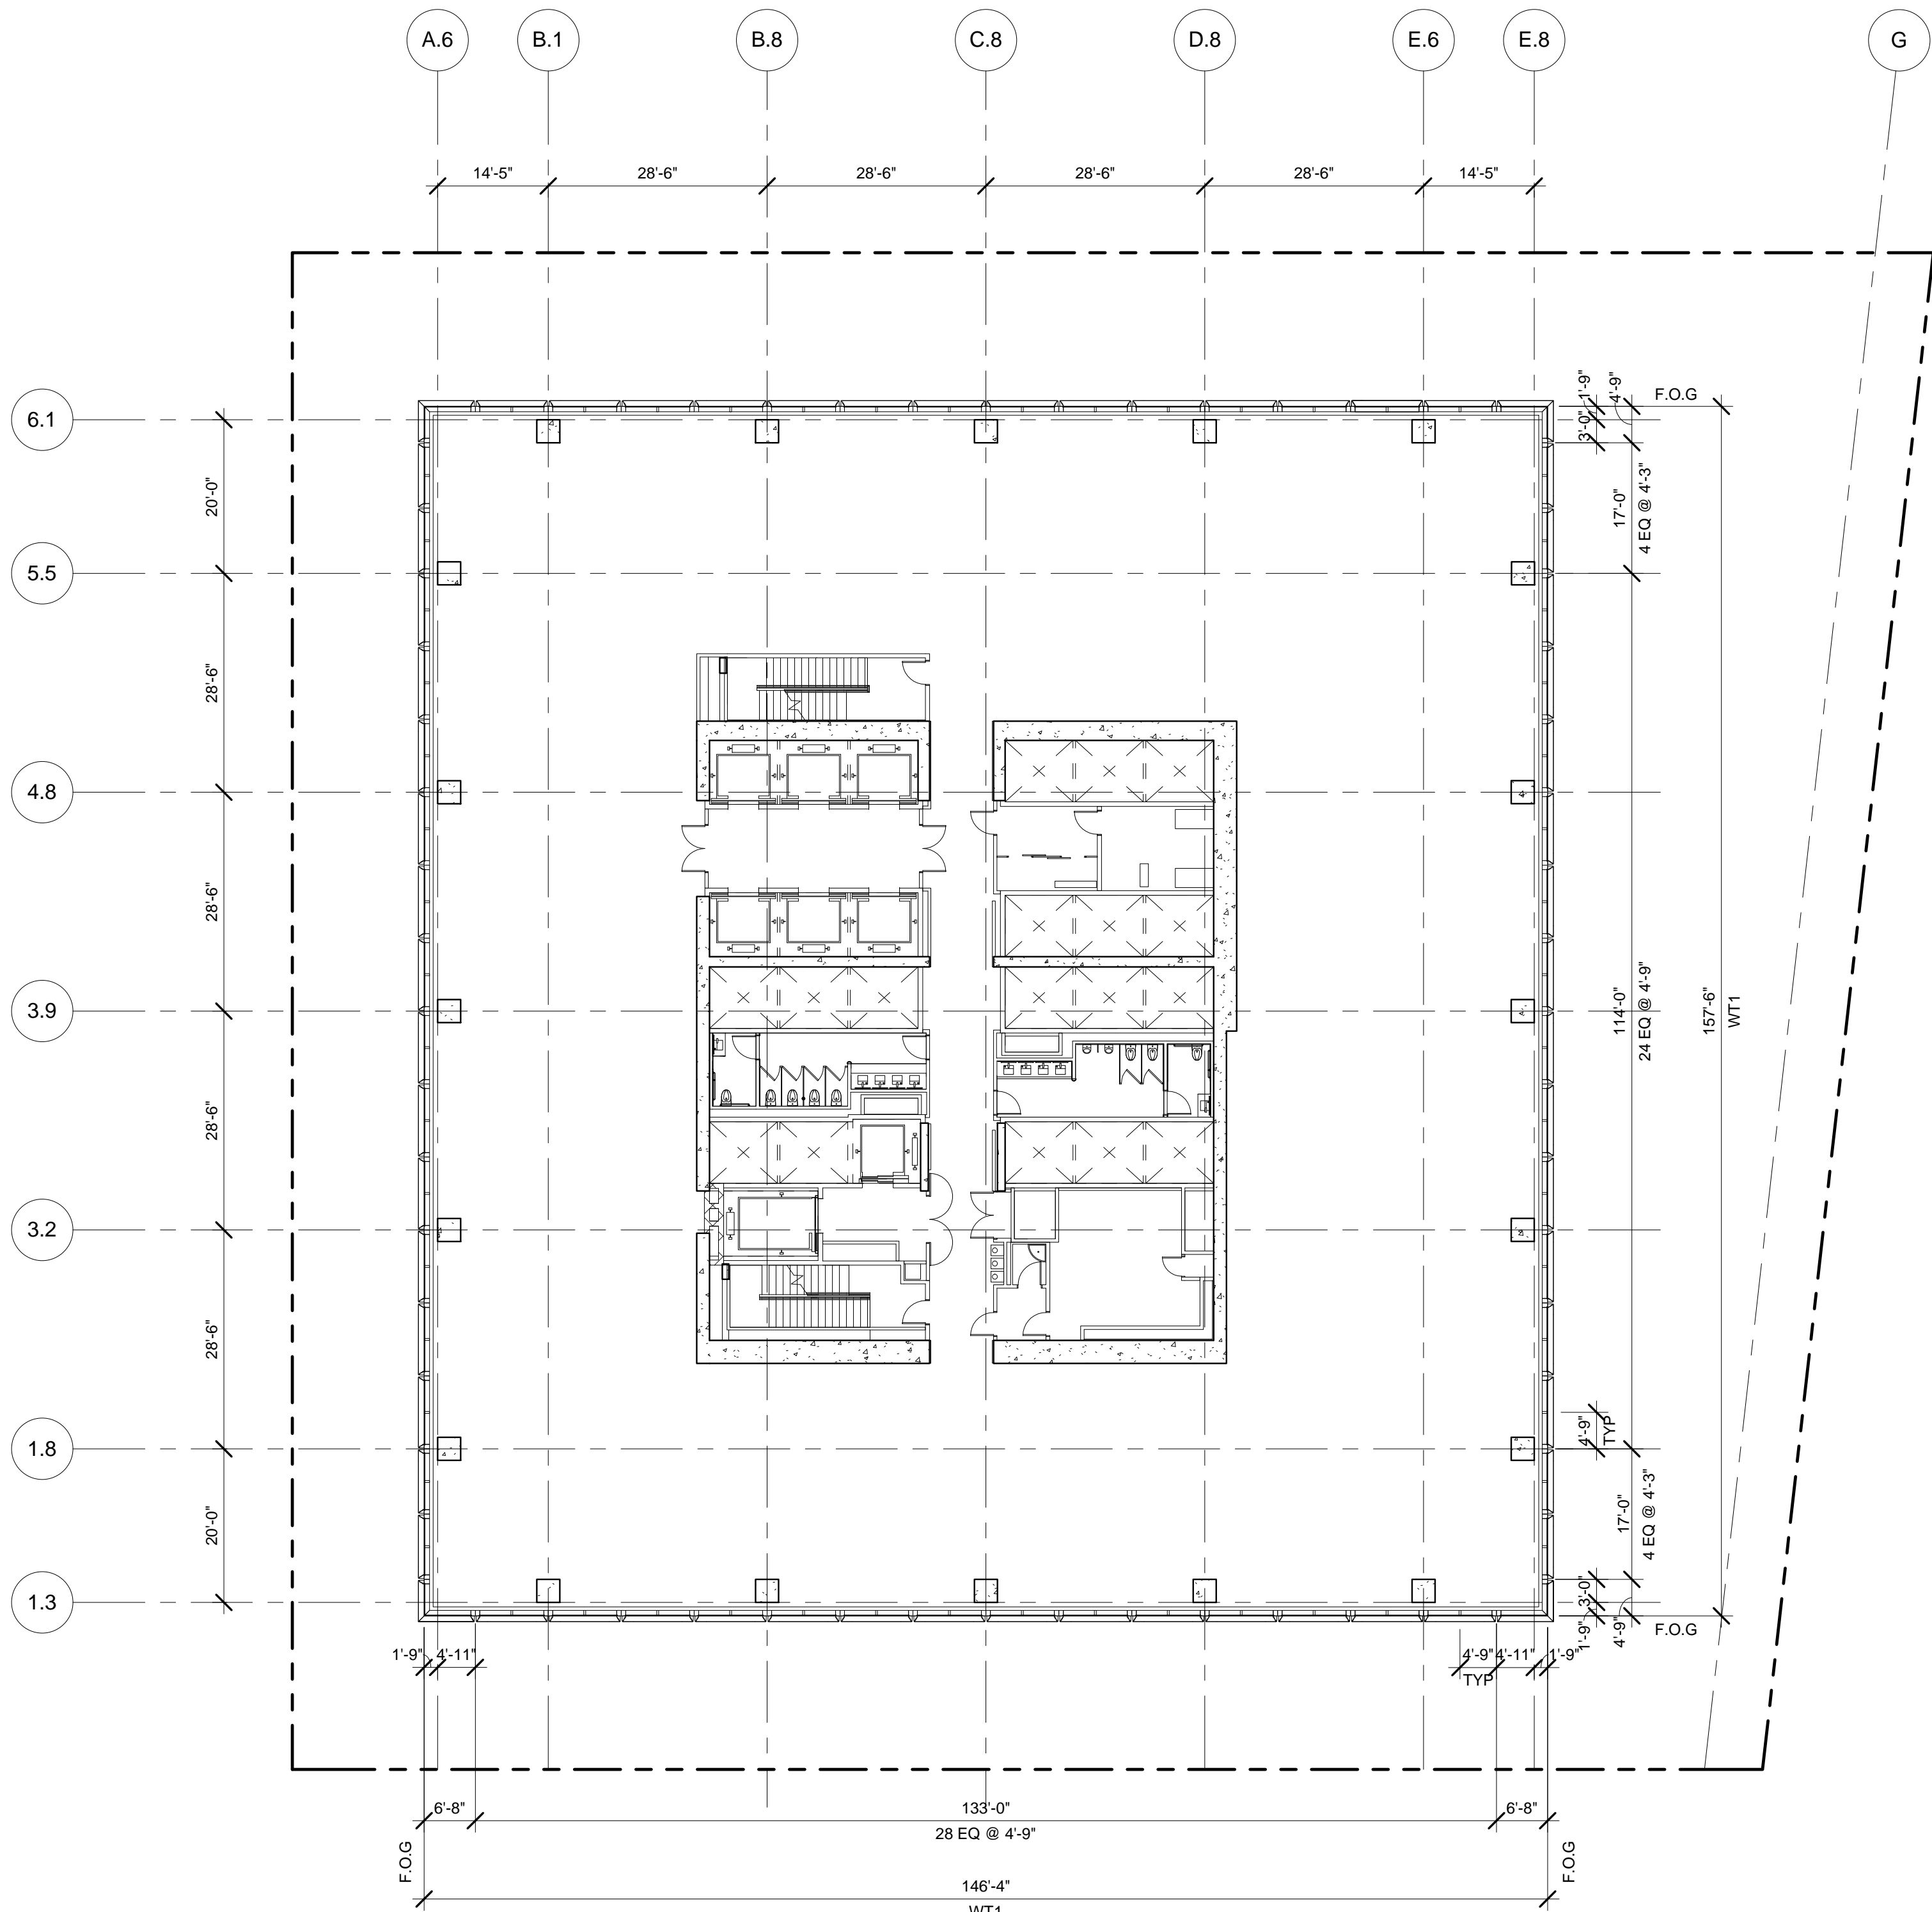 A.6 B.1 B.8 C.8 D.8 E.6 E.8 G
14'-5" 28'-6" 28'-6" 28'-6" 28'-6" 14'-5"
6.1
5.5
4.8
3.9
3.2
1.8
1.3
20'-0"
28'-6"
28'-6"
28'-6"
28'-6"
20'-0"
1'-9"
4'-9"
F.O.G
3'-0"
17'-0"
4 EQ @ 4'-3"
114'-0"
24 EQ @ 4'-9"
157'-6"
WT1
4'-9"
TYP
17'-0"
4 EQ @ 4'-3"
3'-0"
1'-9"
4'-9"
F.O.G
1'-9" 4'-11"
4'-9" 4'-11" 1'-9"
TYP
6'-8" 133'-0" 6'-8"
28 EQ @ 4'-9"
F.O.G
F.O.G
146'-4"
WT1